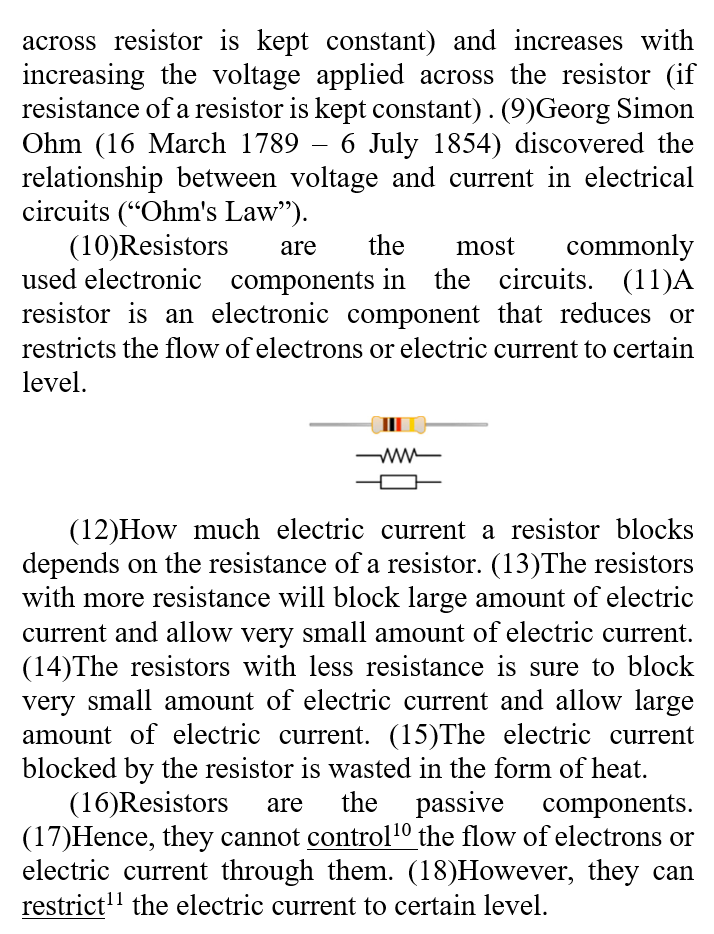 across resistor is kept constant) and increases with
increasing the voltage applied across the resistor (if
resistance of a resistor is kept constant) . (9)Georg Simon
Ohm (16 March 1789 – 6 July 1854) discovered the
relationship between voltage and current in electrical
circuits (“Ohm's Law”).
(10)Resistors are the most commonly
used electronic components in the circuits. (11)A
resistor is an electronic component that reduces or
restricts the flow of electrons or electric current to certain
level.
(12)How much electric current a resistor blocks
depends on the resistance of a resistor. (13)The resistors
with more resistance will block large amount of electric
current and allow very small amount of electric current.
(14)The resistors with less resistance is sure to block
very small amount of electric current and allow large
amount of electric current. (15)The electric current
blocked by the resistor is wasted in the form of heat.
(16)Resistors are the passive components.
(17)Hence, they cannot control¹⁰ the flow of electrons or
electric current through them. (18)However, they can
restrict¹¹ the electric current to certain level.